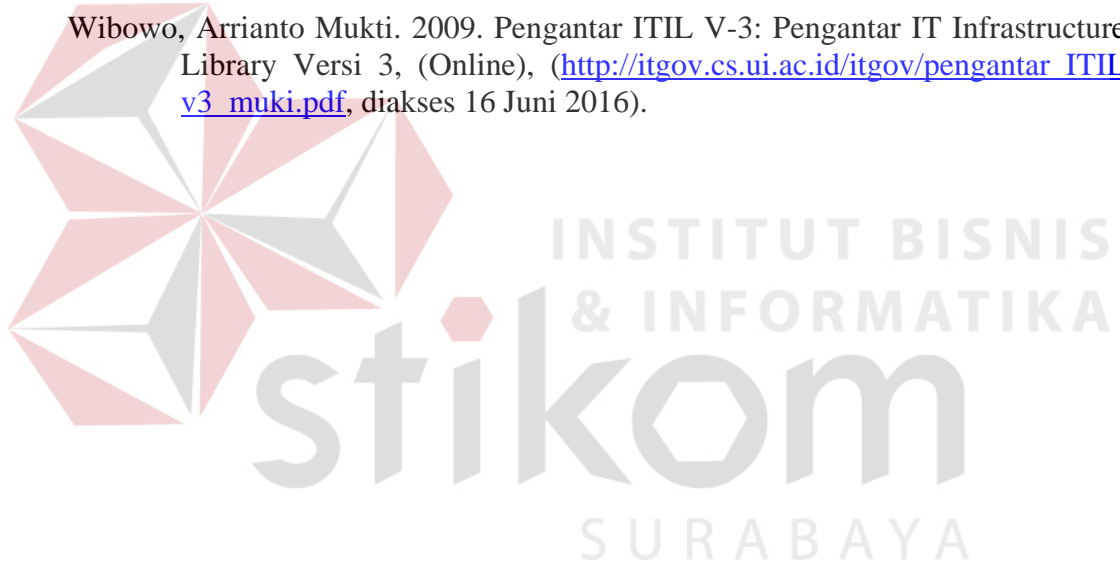 Wibowo, Arrianto Mukti. 2009. Pengantar ITIL V-3: Pengantar IT Infrastructure
Library Versi 3, (Online), (http://itgov.cs.ui.ac.id/itgov/pengantar_ITIL
v3_muki.pdf, diakses 16 Juni 2016).
INSTITUT BISNIS
& INFORMATIKA
stikom
SURABAYA